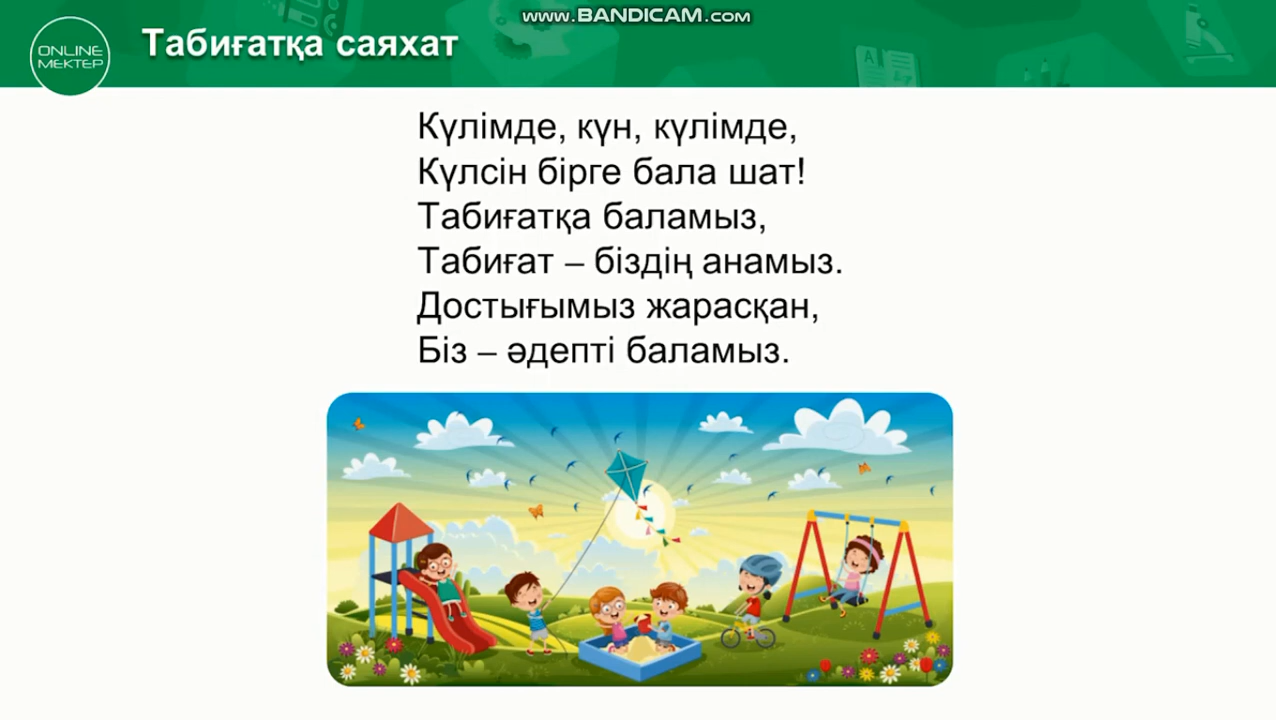 www.BANDICAM.com
ONLINE
МЕКТЕР
Табиғатқа саяхат
Күлімде, күн, күлімде,
Күлсін бірге бала шат!
Табиғатқа баламыз,
Табиғат – біздің анамыз.
Достығымыз жарасқан,
Біз – әдепті баламыз.